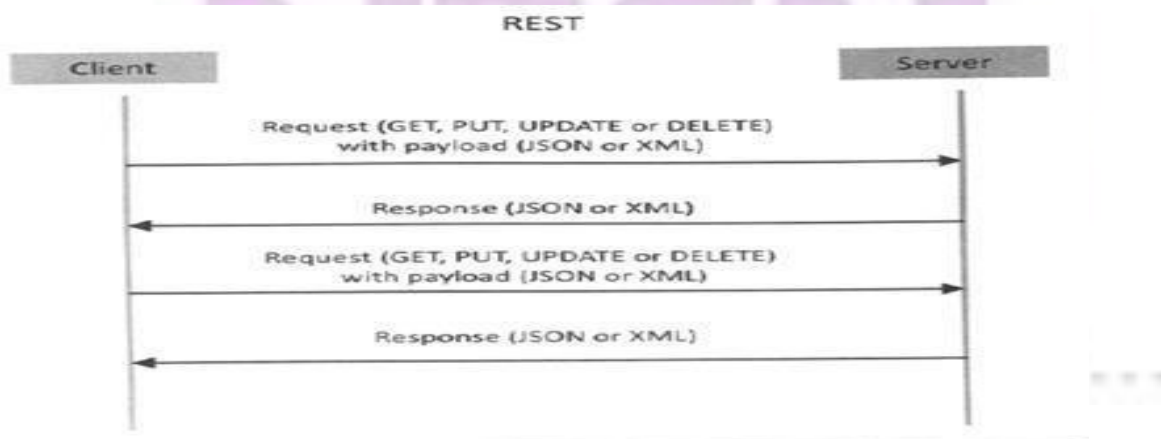 REST
Client
Server
Request (GET, PUT, UPDATE or DELETE)
with payload (JSON or XML)
Response (JSON or XML)
Request (GET, PUT, UPDATE or DELETE)
with payload (JSON or XML)
Response (JSON or XML)